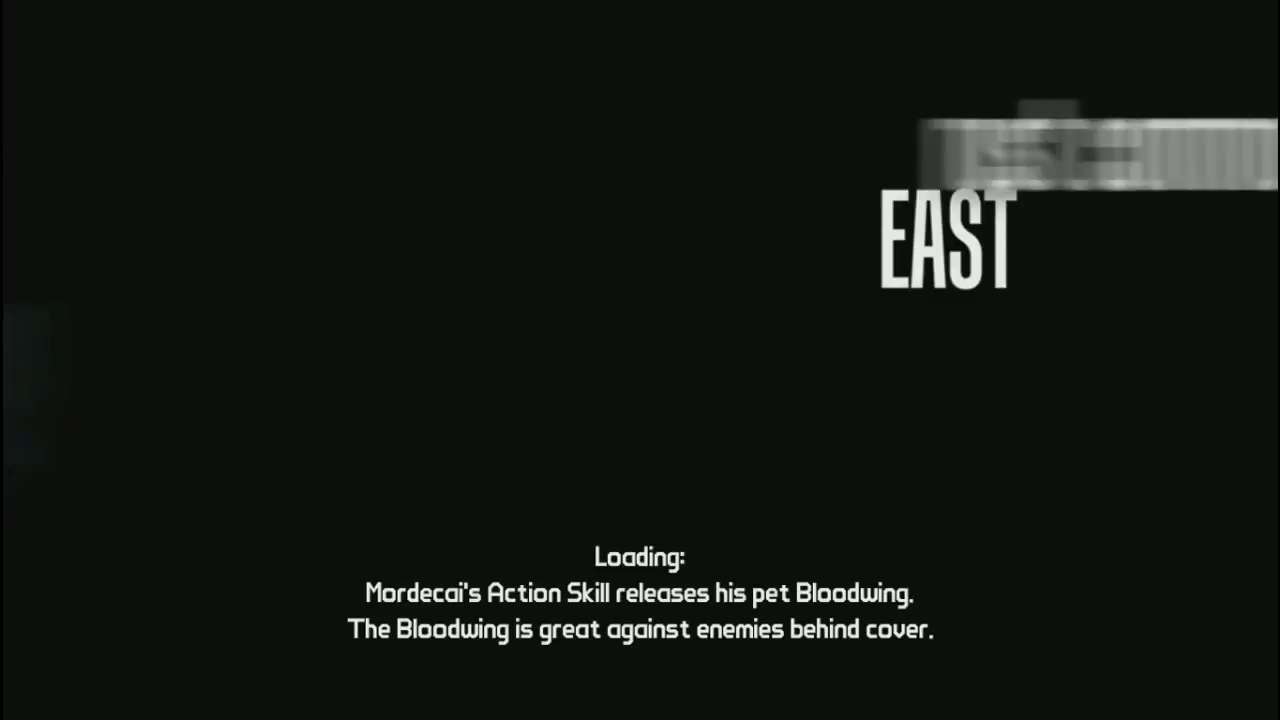 EAST
Loading:
Mordecai's Action Skill releases his pet Bloodwing.
The Bloodwing is great against enemies behind cover.